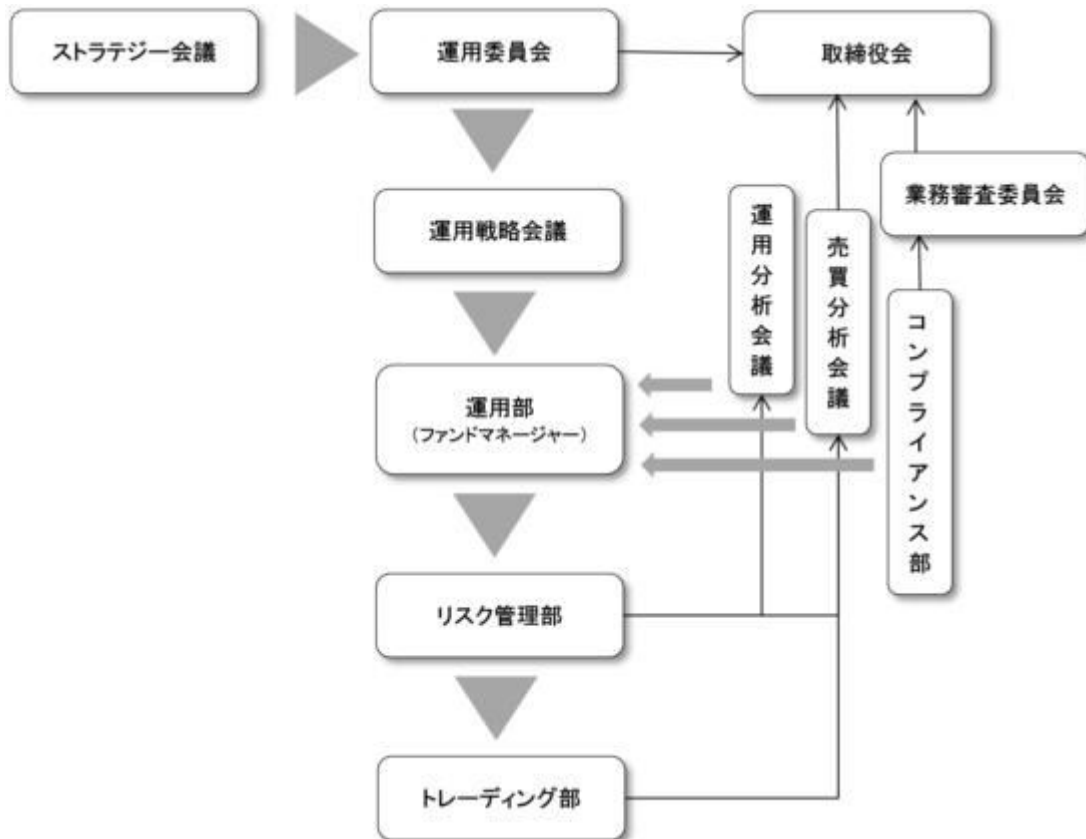 ストラテジー会議
運用委員会
取締役会
業務審査委員会
運用戦略会議
運用分析会議
売買分析会議
コンプライアンス部
運用部
(ファンドマネージャー)
リスク管理部
トレーディング部